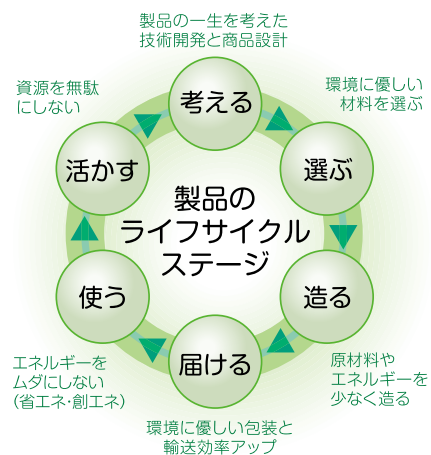 製品の一生を考えた
技術開発と商品設計
考える
環境に優しい
材料を選ぶ
選ぶ
造る
原材料や
エネルギーを
少なく造る
届ける
環境に優しい包装と
輸送効率アップ
使う
エネルギーを
ムダにしない
(省エネ・創エネ)
活かす
資源を無駄
にしない
製品の
ライフサイクル
ステージ